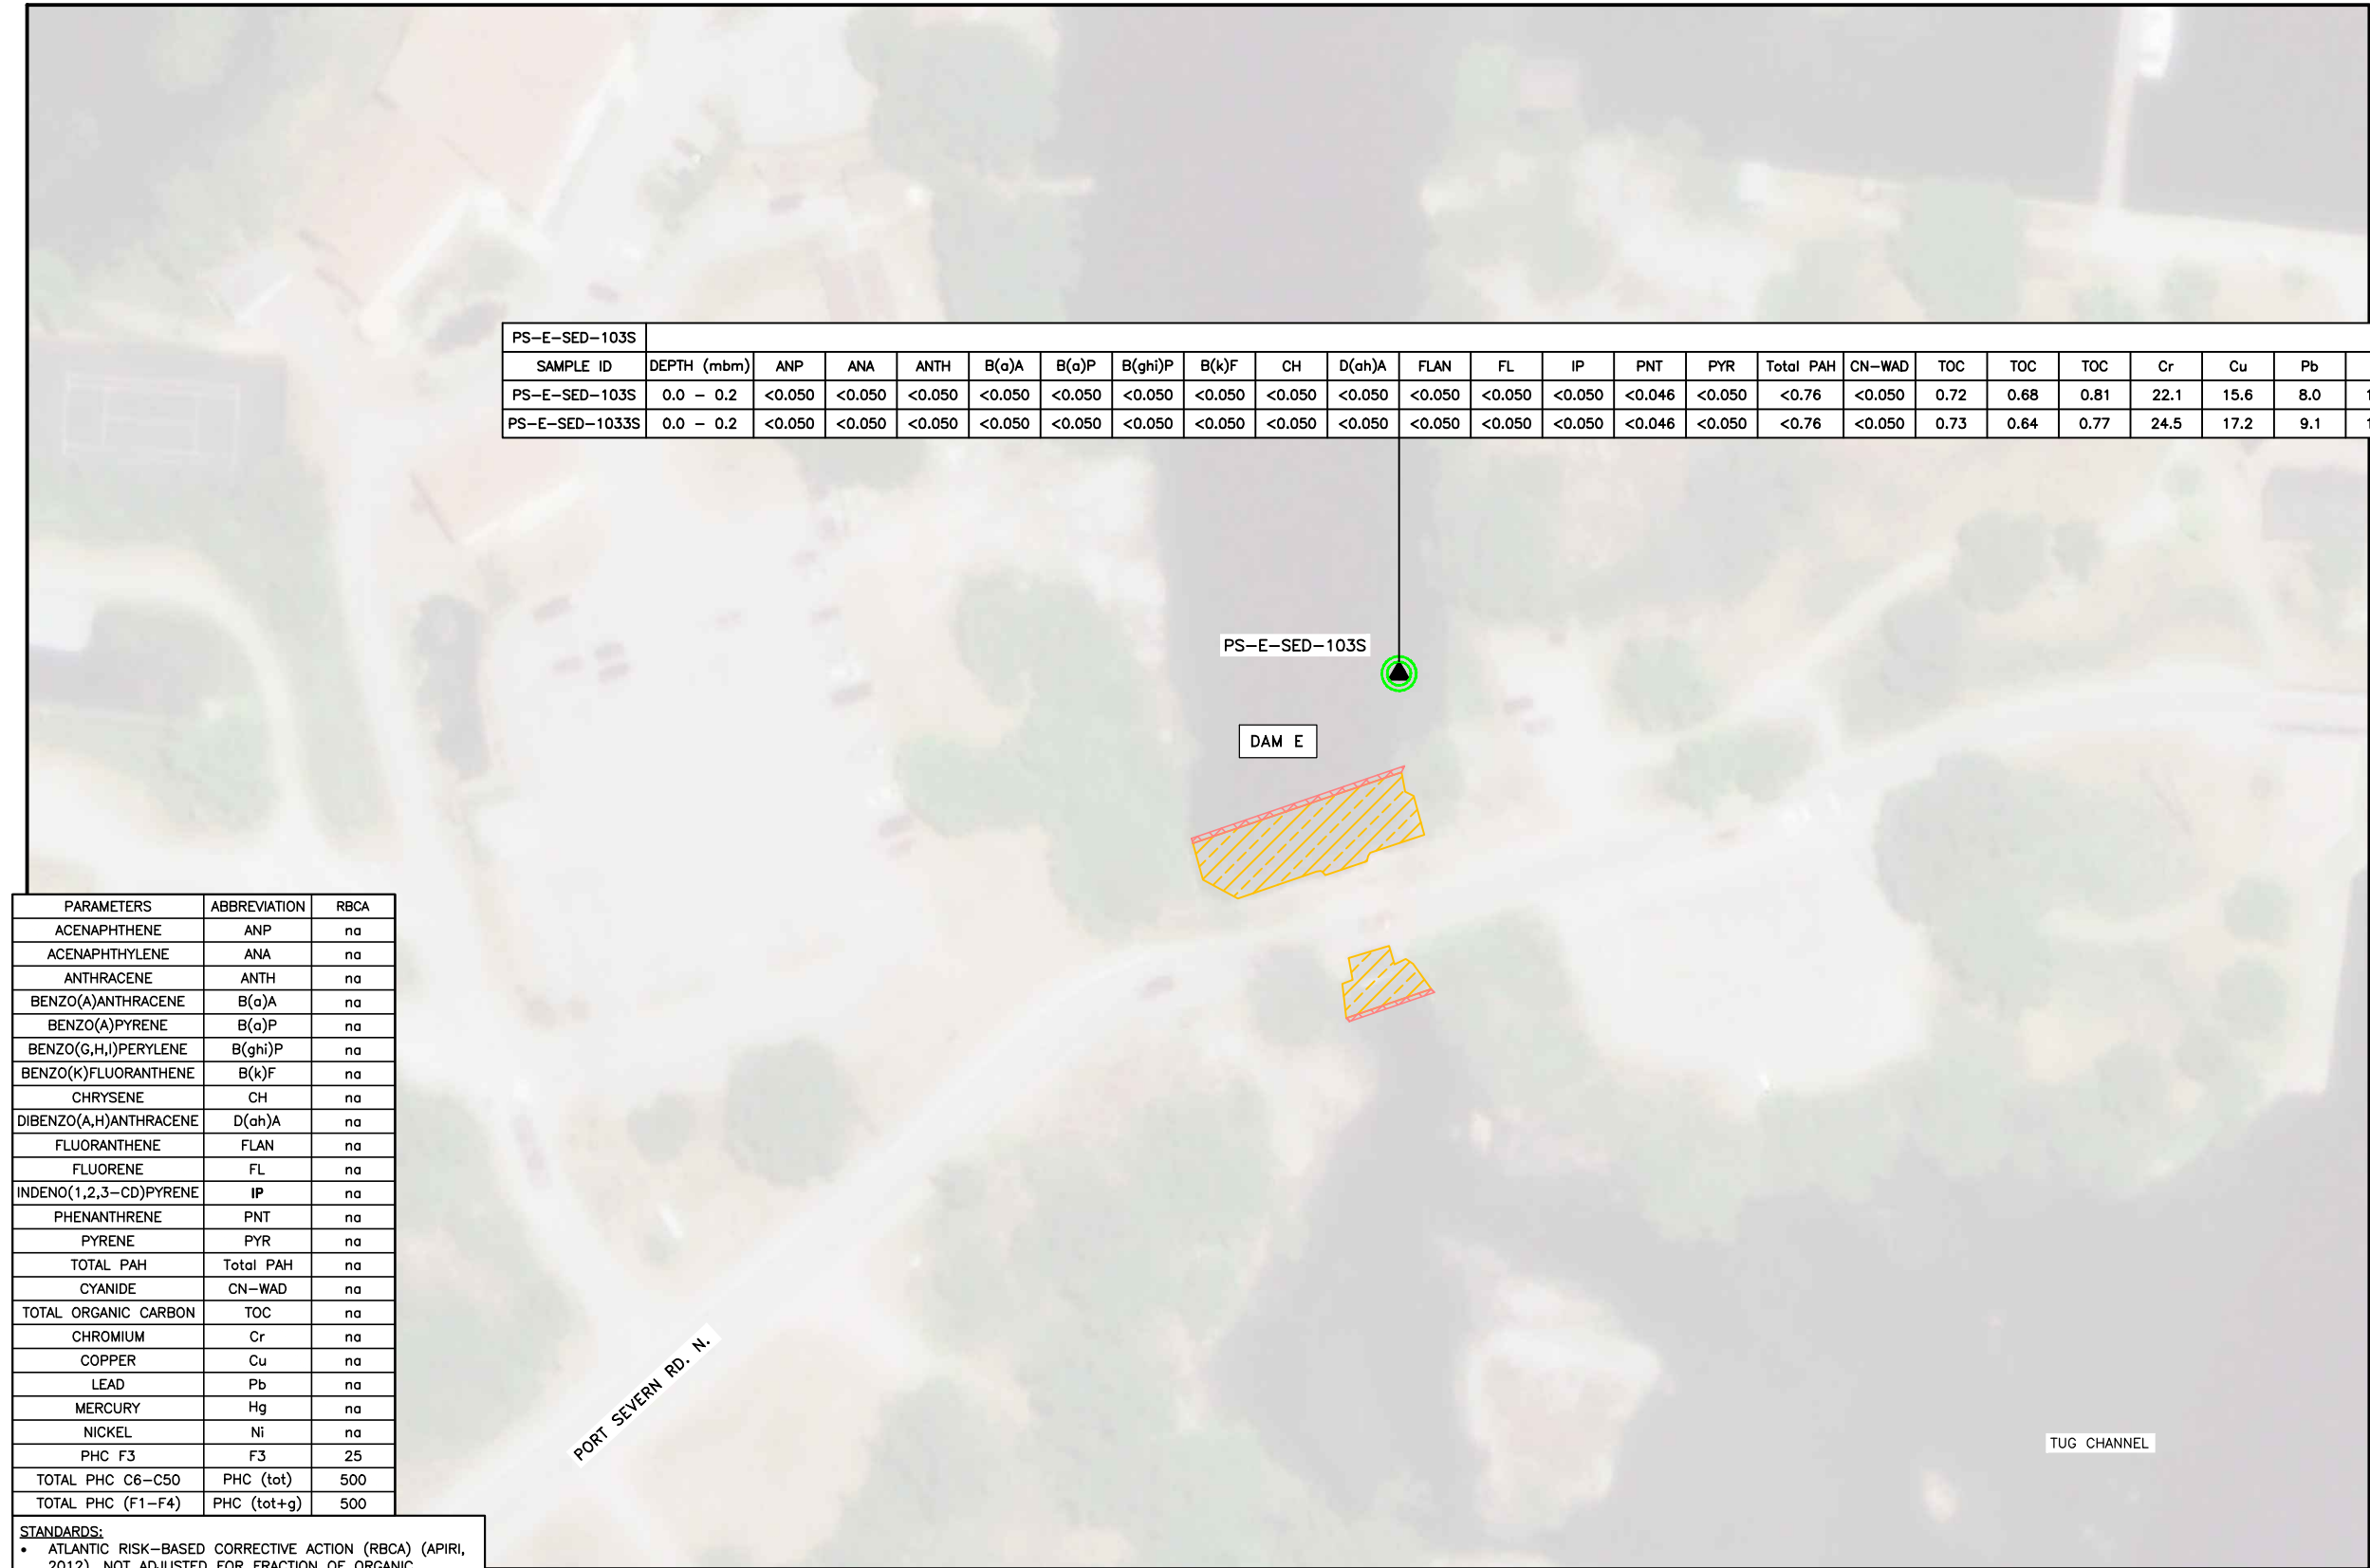 PS-E-SED-103S
SAMPLE ID DEPTH (mbm) ANP ANA ANTH B(a)A B(a)P B(ghi)P B(k)F CH D(ah)A FLAN FL IP PNT PYR Total PAH CN-WAD TOC TOC TOC Cr Cu Pb
PS-E-SED-103S 0.0 - 0.2 <0.050 <0.050 <0.050 <0.050 <0.050 <0.050 <0.050 <0.050 <0.050 <0.050 <0.050 <0.050 <0.046 <0.050 <0.76 <0.050 0.72 0.68 0.81 22.1 15.6 8.0
PS-E-SED-1033S 0.0 - 0.2 <0.050 <0.050 <0.050 <0.050 <0.050 <0.050 <0.050 <0.050 <0.050 <0.050 <0.050 <0.050 <0.046 <0.050 <0.76 <0.050 0.73 0.64 0.77 24.5 17.2 9.1
PS-E-SED-103S
DAM E
PARAMETERS ABBREVIATION RBCA
ACENAPHTHENE ANP na
ACENAPHTHYLENE ANA na
ANTHRACENE ANTH na
BENZO(A)ANTHRACENE B(a)A na
BENZO(A)PYRENE B(a)P na
BENZO(G,H,I)PERYLENE B(ghi)P na
BENZO(K)FLUORANTHENE B(k)F na
CHRYSENE CH na
DIBENZO(A,H)ANTHRACENE D(ah)A na
FLUORANTHENE FLAN na
FLUORENE FL na
INDENO(1,2,3-CD)PYRENE IP na
PHENANTHRENE PNT na
PYRENE PYR na
TOTAL PAH Total PAH na
CYANIDE CN-WAD na
TOTAL ORGANIC CARBON TOC na
CHROMIUM Cr na
COPPER Cu na
LEAD Pb na
MERCURY Hg na
NICKEL Ni na
PHC F3 F3 25
TOTAL PHC C6-C50 PHC (tot) 500
TOTAL PHC (F1-F4) PHC (tot+g) 500
PORT SEVERN RD. N.
TUG CHANNEL
STANDARDS:
• ATLANTIC RISK-BASED CORRECTIVE ACTION (RBCA) (APIRI,
2012), NOT ADJUSTED FOR FRACTION OF ORGANIC